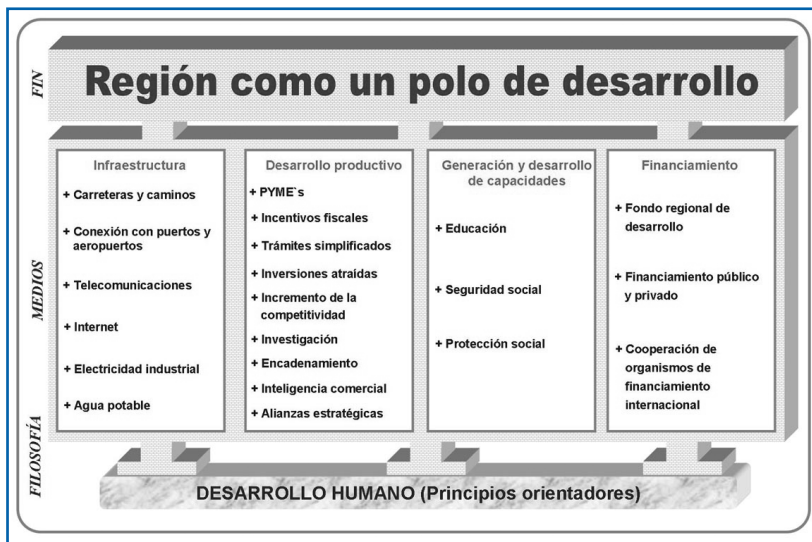 FIN
Región como un polo de desarrollo
MEDIOS
Infraestructura
+ Carreteras y caminos
+ Conexión con puertos y
aeropuertos
+ Telecomunicaciones
+ Internet
+ Electricidad industrial
+ Agua potable
Desarrollo productivo
+ PYME`s
+ Incentivos fiscales
+ Trámites simplificados
+ Inversiones atraídas
+ Incremento de la
competitividad
+ Investigación
+ Encadenamiento
+ Inteligencia comercial
+ Alianzas estratégicas
Generación y desarrollo
de capacidades
+ Educación
+ Seguridad social
+ Protección social
Financiamiento
+ Fondo regional de
desarrollo
+ Financiamiento público
y privado
+ Cooperación de
organismos de
financiamiento
internacional
FILOSOFÍA
DESARROLLO HUMANO (Principios orientadores)